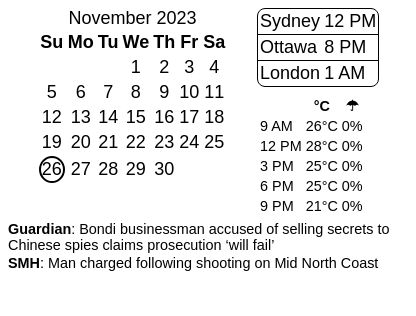 November 2023
Su Mo Tu We Th Fr Sa
1 2 3 4
5 6 7 8 9 10 11
12 13 14 15 16 17 18
19 20 21 22 23 24 25
26 27 28 29 30
Sydney 12 PM
Ottawa 8 PM
London 1 AM
°C ☂
9 AM 26°C 0%
12 PM 28°C 0%
3 PM 25°C 0%
6 PM 25°C 0%
9 PM 21°C 0%
Guardian: Bondi businessman accused of selling secrets to
Chinese spies claims prosecution ‘will fail’
SMH: Man charged following shooting on Mid North Coast